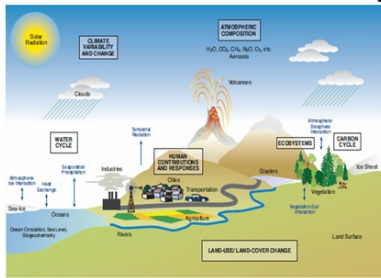 Solar
Radiation
CLIMATE
VARIABILITY
AND CHANGE
ATMOSPHERIC
COMPOSITION
H₂O, CO₂, CH₄, N₂O, O₃, etc.
Aerosols
Clouds
Volcanoes
WATER
CYCLE
Terrestrial
Radiation
Atmosphere-
Biosphere
Interaction
ECOSYSTEMS
CARBON
CYCLE
HUMAN
CONTRIBUTIONS
AND RESPONSES
Atmosphere-
Ice Interaction
Heat
Exchange
Evaporation
Precipitation
Industries
Cities
Transportation
Glaciers
Ice Sheet
Vegetation
Sea-Ice
Oceans
Agriculture
Vegetation-Soil
Interaction
Ocean Circulation, Sea Level,
Biogeochemistry
Rivers
Land Surface
LAND-USE/ LAND-COVER CHANGE